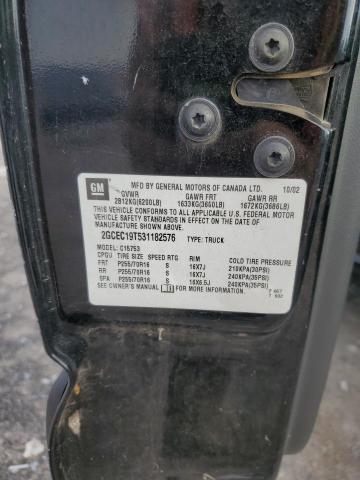 GM MFD BY GENERAL MOTORS OF CANADA LTD. 10/02
GVWR GAWR FRT GAWR RR
2812KG(6200LB) 1633KG(3600LB) 1672KG(3686LB)
THIS VEHICLE CONFORMS TO ALL APPLICABLE U.S. FEDERAL MOTOR
VEHICLE SAFETY STANDARDS IN EFFECT ON THE DATE OF
MANUFACTURE SHOWN ABOVE.
2GCEC19T531182576 TYPE: TRUCK
MODEL: C15753
CPGU TIRE SIZE SPEED RTG RIM COLD TIRE PRESSURE
FRT P255/70R16 S 16X7J 210KPA(30PSI)
RR P255/70R16 S 16X7J 240KPA(35PSI)
SPA P255/70R16 S 16X6.5J 240KPA(35PSI)
SEE OWNER'S MANUAL FOR ADDITIONAL INFORMATION